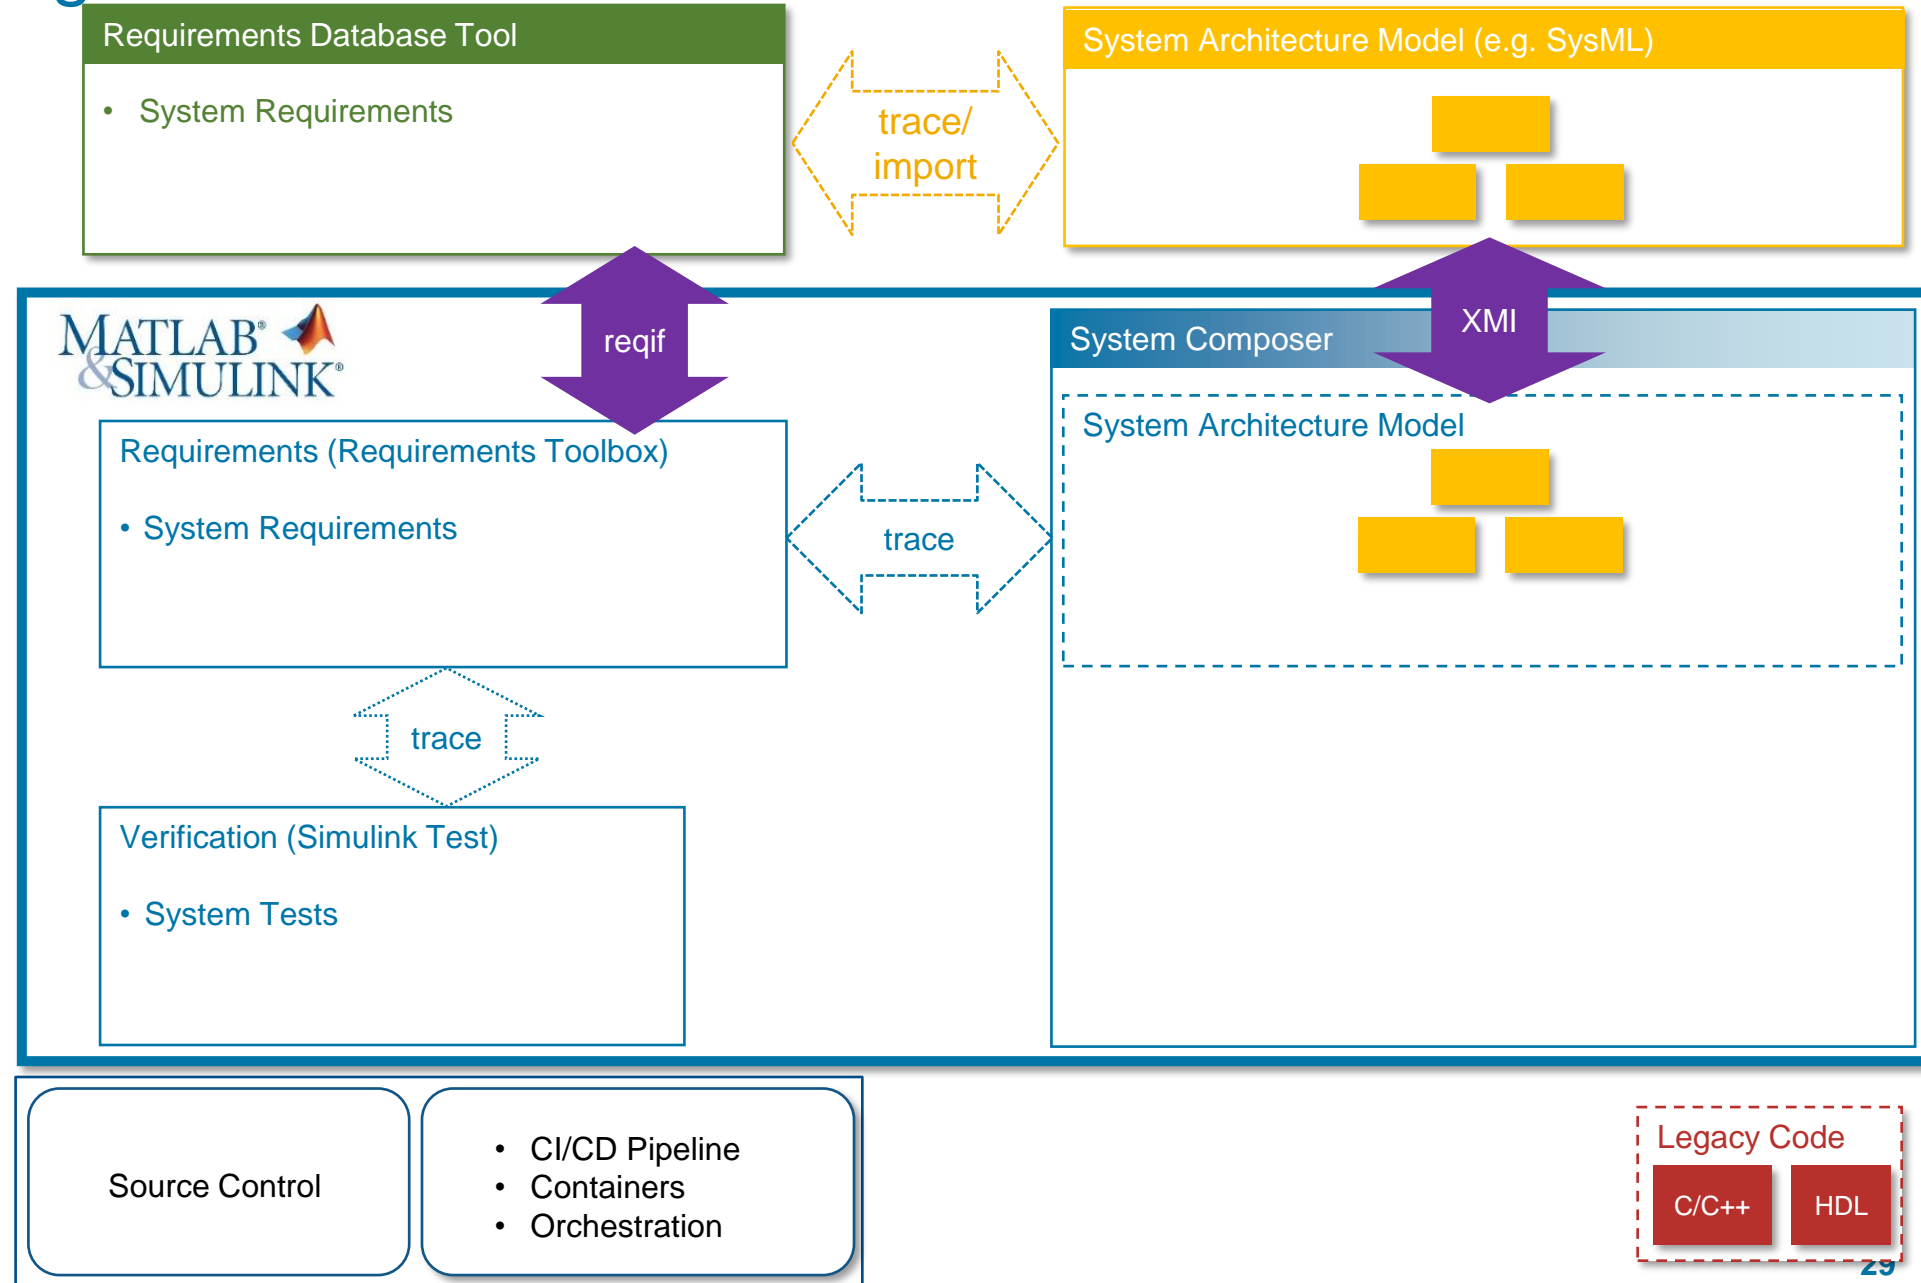 Requirements Database Tool
• System Requirements
trace/
import
System Architecture Model (e.g. SysML)
MATLAB®
&SIMULINK®
reqif
XMI
System Composer
System Architecture Model
Requirements (Requirements Toolbox)
• System Requirements
trace
trace
Verification (Simulink Test)
• System Tests
Source Control
• CI/CD Pipeline
• Containers
• Orchestration
Legacy Code
C/C++
HDL
29